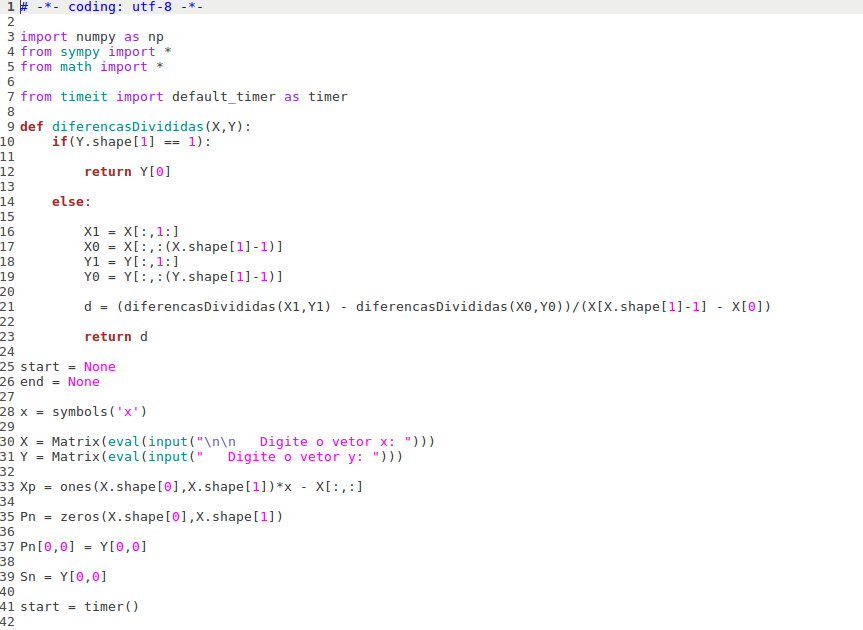 1 # -*- coding: utf-8 -*-
2
3 import numpy as np
4 from sympy import *
5 from math import *
6
7 from timeit import default_timer as timer
8
9 def diferencasDivididas(X,Y):
10     if(Y.shape[1] == 1):
11
12         return Y[0]
13
14     else:
15
16         X1 = X[:,1:]
17         X0 = X[:,:(X.shape[1]-1)]
18         Y1 = Y[:,1:]
19         Y0 = Y[:,:(Y.shape[1]-1)]
20
21         d = (diferencasDivididas(X1,Y1) - diferencasDivididas(X0,Y0))/(X[X.shape[1]-1] - X[0])
22
23         return d
24
25 start = None
26 end = None
27
28 x = symbols('x')
29
30 X = Matrix(eval(input("\n\n   Digite o vetor x: ")))
31 Y = Matrix(eval(input("   Digite o vetor y: ")))
32
33 Xp = ones(X.shape[0],X.shape[1])*x - X[:,:]
34
35 Pn = zeros(X.shape[0],X.shape[1])
36
37 Pn[0,0] = Y[0,0]
38
39 Sn = Y[0,0]
40
41 start = timer()
42